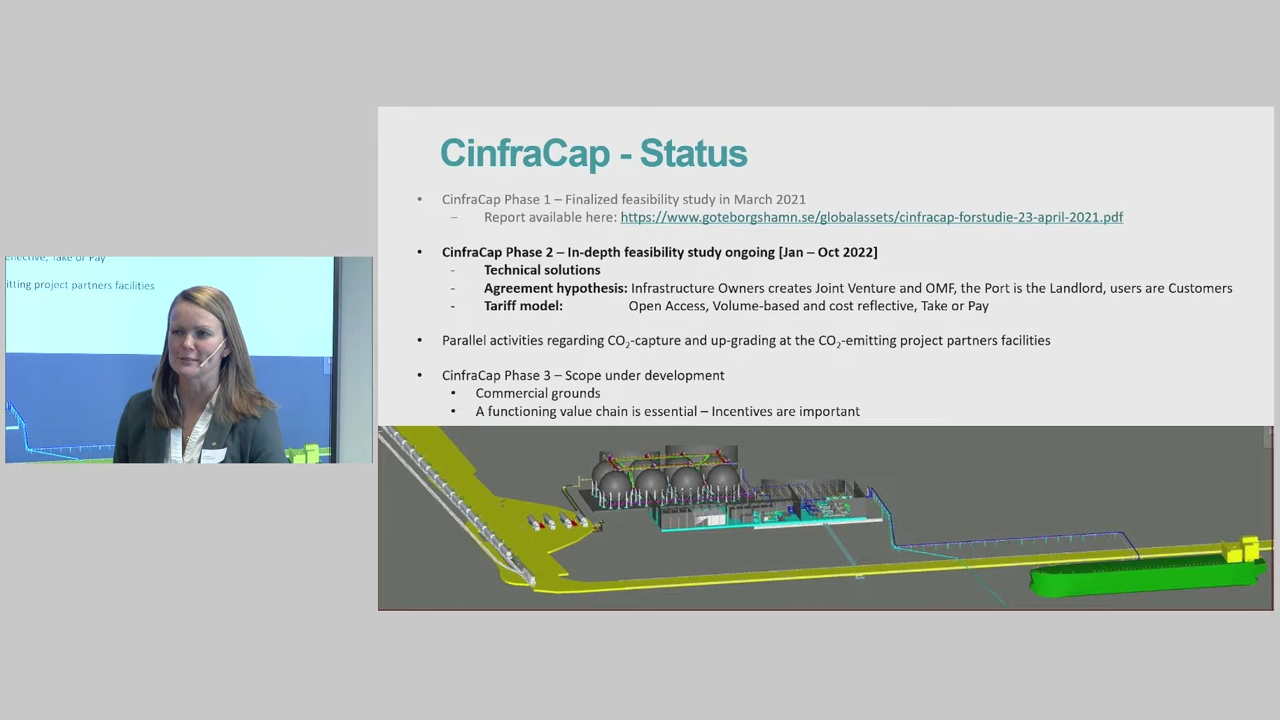 CinfraCap - Status
• CinfraCap Phase 1 – Finalized feasibility study in March 2021
– Report available here: https://www.goteborgshamn.se/globalassets/cinfracap-forstudie-23-april-2021.pdf
• CinfraCap Phase 2 – In-depth feasibility study ongoing [Jan – Oct 2022]
- Technical solutions
- Agreement hypothesis: Infrastructure Owners creates Joint Venture and OMF, the Port is the Landlord, users are Customers
- Tariff model: Open Access, Volume-based and cost reflective, Take or Pay
• Parallel activities regarding CO₂-capture and up-grading at the CO₂-emitting project partners facilities
• CinfraCap Phase 3 – Scope under development
• Commercial grounds
• A functioning value chain is essential – Incentives are important
eflective, Take or Pay
itting project partners facilities